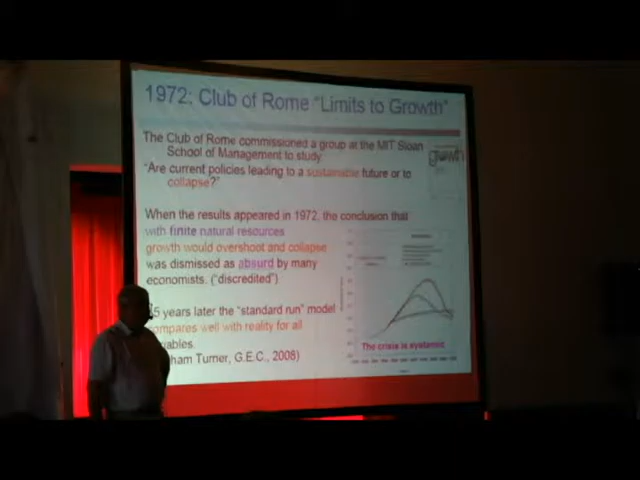 1972: Club of Rome "Limits to Growth"
The Club of Rome commissioned a group at the MIT Sloan
School of Management to study:
"Are current policies leading to a sustainable future or to
collapse?"
growth
When the results appeared in 1972, the conclusion that
with finite natural resources
growth would overshoot and collapse
was dismissed as absurd by many
economists. ("discredited")
5 years later the "standard run" model
compares well with reality for all
ables.
ham Turner, G.E.C., 2008)
The crisis is systemic